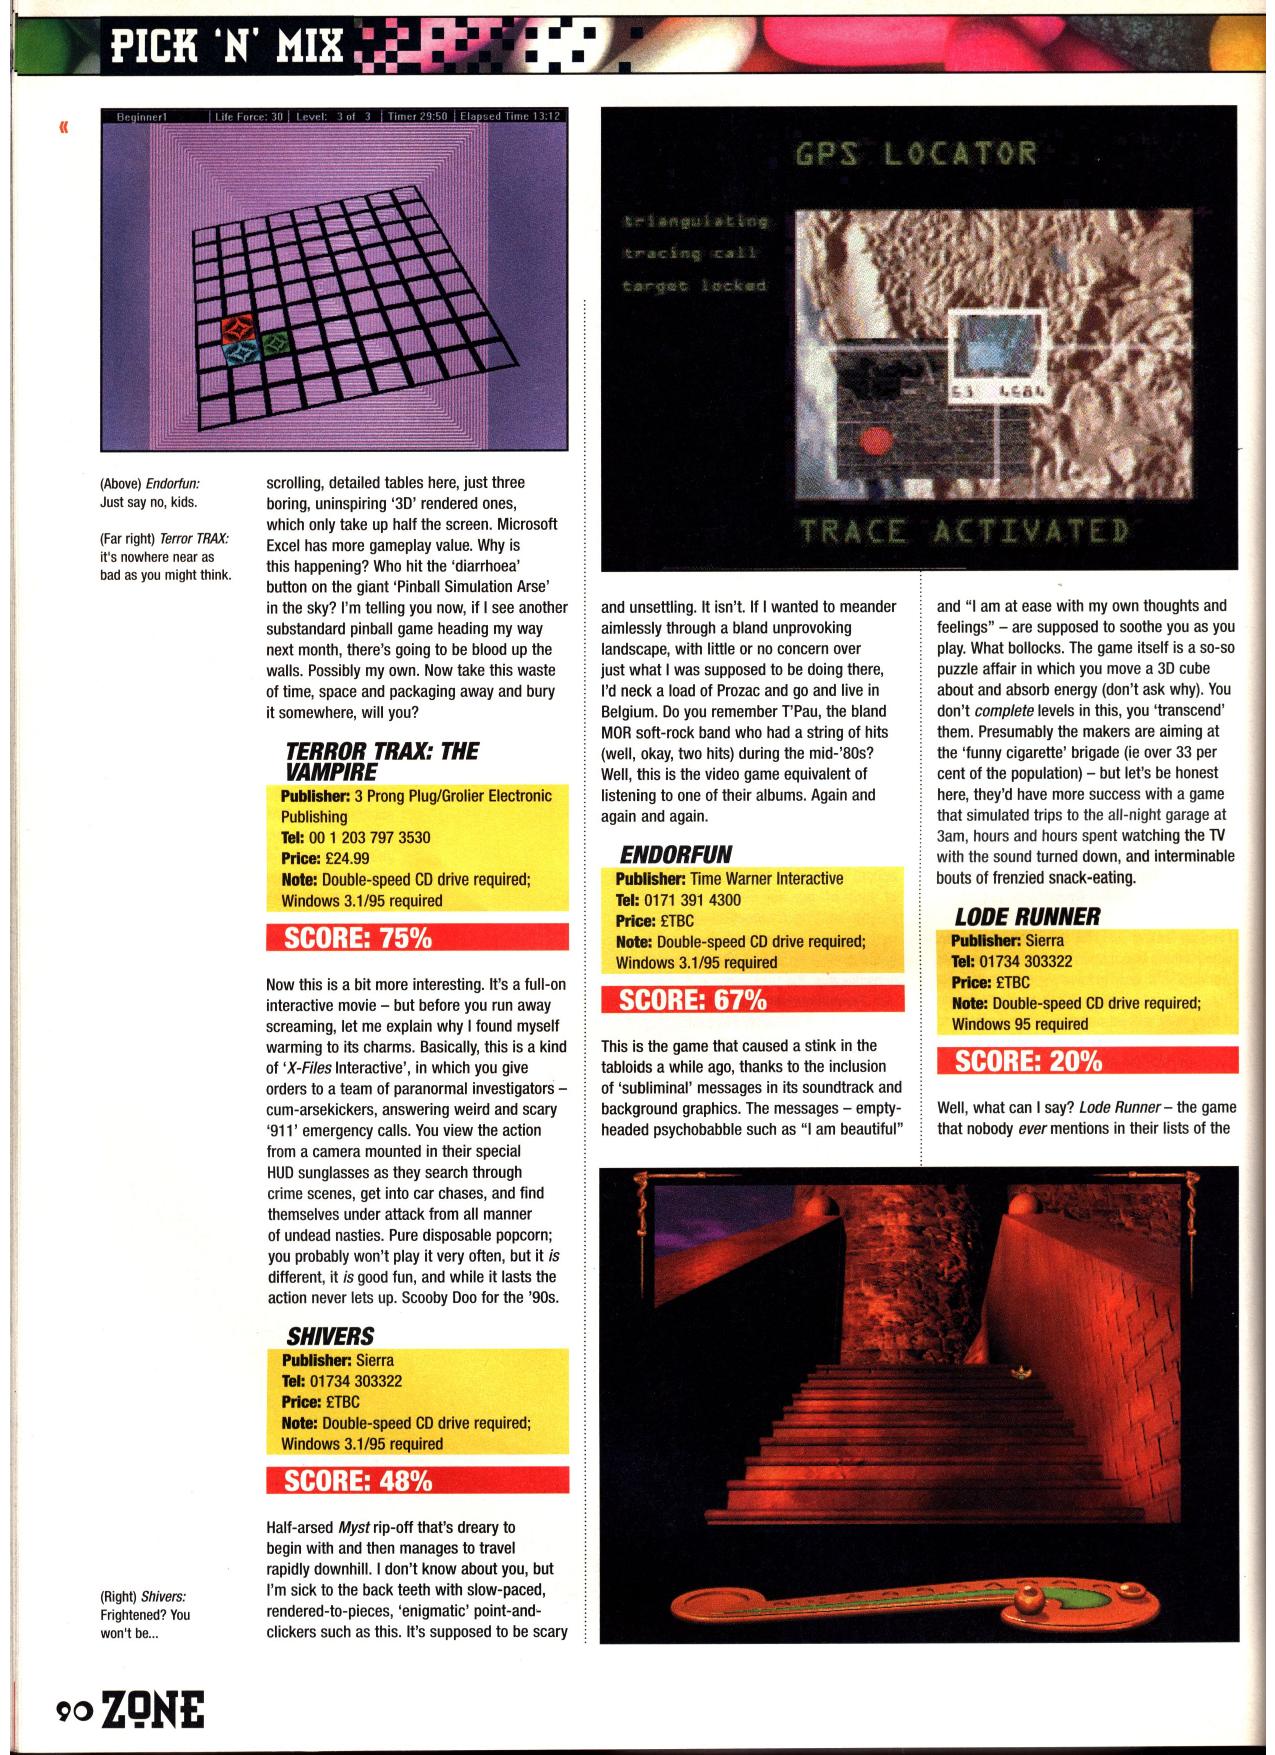 PICK 'N' MIX
«
Beginner1 | Life Force: 30 | Level: 3 of 3 | Timer 29:50 | Elapsed Time 13:12
(Above) Endorfun:
Just say no, kids.
(Far right) Terror TRAX:
it's nowhere near as
bad as you might think.
scrolling, detailed tables here, just three
boring, uninspiring '3D' rendered ones,
which only take up half the screen. Microsoft
Excel has more gameplay value. Why is
this happening? Who hit the 'diarrhoea'
button on the giant 'Pinball Simulation Arse'
in the sky? I'm telling you now, if I see another
substandard pinball game heading my way
next month, there's going to be blood up the
walls. Possibly my own. Now take this waste
of time, space and packaging away and bury
it somewhere, will you?
TERROR TRAX: THE
VAMPIRE
Publisher: 3 Prong Plug/Grolier Electronic
Publishing
Tel: 00 1 203 797 3530
Price: £24.99
Note: Double-speed CD drive required;
Windows 3.1/95 required
SCORE: 75%
Now this is a bit more interesting. It's a full-on
interactive movie – but before you run away
screaming, let me explain why I found myself
warming to its charms. Basically, this is a kind
of 'X-Files Interactive', in which you give
orders to a team of paranormal investigators –
cum-arsekickers, answering weird and scary
'911' emergency calls. You view the action
from a camera mounted in their special
HUD sunglasses as they search through
crime scenes, get into car chases, and find
themselves under attack from all manner
of undead nasties. Pure disposable popcorn;
you probably won't play it very often, but it is
different, it is good fun, and while it lasts the
action never lets up. Scooby Doo for the '90s.
SHIVERS
Publisher: Sierra
Tel: 01734 303322
Price: £TBC
Note: Double-speed CD drive required;
Windows 3.1/95 required
SCORE: 48%
Half-arsed Myst rip-off that's dreary to
begin with and then manages to travel
rapidly downhill. I don't know about you, but
I'm sick to the back teeth with slow-paced,
rendered-to-pieces, 'enigmatic' point-and-
clickers such as this. It's supposed to be scary
(Right) Shivers:
Frightened? You
won't be...
GPS LOCATOR
triangulating
tracing call
target locked
53 4684
TRACE ACTIVATED
and unsettling. It isn't. If I wanted to meander
aimlessly through a bland unprovoking
landscape, with little or no concern over
just what I was supposed to be doing there,
I'd neck a load of Prozac and go and live in
Belgium. Do you remember T'Pau, the bland
MOR soft-rock band who had a string of hits
(well, okay, two hits) during the mid-'80s?
Well, this is the video game equivalent of
listening to one of their albums. Again and
again and again.
ENDORFUN
Publisher: Time Warner Interactive
Tel: 0171 391 4300
Price: £TBC
Note: Double-speed CD drive required;
Windows 3.1/95 required
SCORE: 67%
This is the game that caused a stink in the
tabloids a while ago, thanks to the inclusion
of 'subliminal' messages in its soundtrack and
background graphics. The messages – empty-
headed psychobabble such as “I am beautiful”
and “I am at ease with my own thoughts and
feelings” – are supposed to soothe you as you
play. What bollocks. The game itself is a so-so
puzzle affair in which you move a 3D cube
about and absorb energy (don't ask why). You
don't complete levels in this, you 'transcend'
them. Presumably the makers are aiming at
the 'funny cigarette' brigade (ie over 33 per
cent of the population) – but let's be honest
here, they'd have more success with a game
that simulated trips to the all-night garage at
3am, hours and hours spent watching the TV
with the sound turned down, and interminable
bouts of frenzied snack-eating.
LODE RUNNER
Publisher: Sierra
Tel: 01734 303322
Price: £TBC
Note: Double-speed CD drive required;
Windows 95 required
SCORE: 20%
Well, what can I say? Lode Runner – the game
that nobody ever mentions in their lists of the
90 ZONE